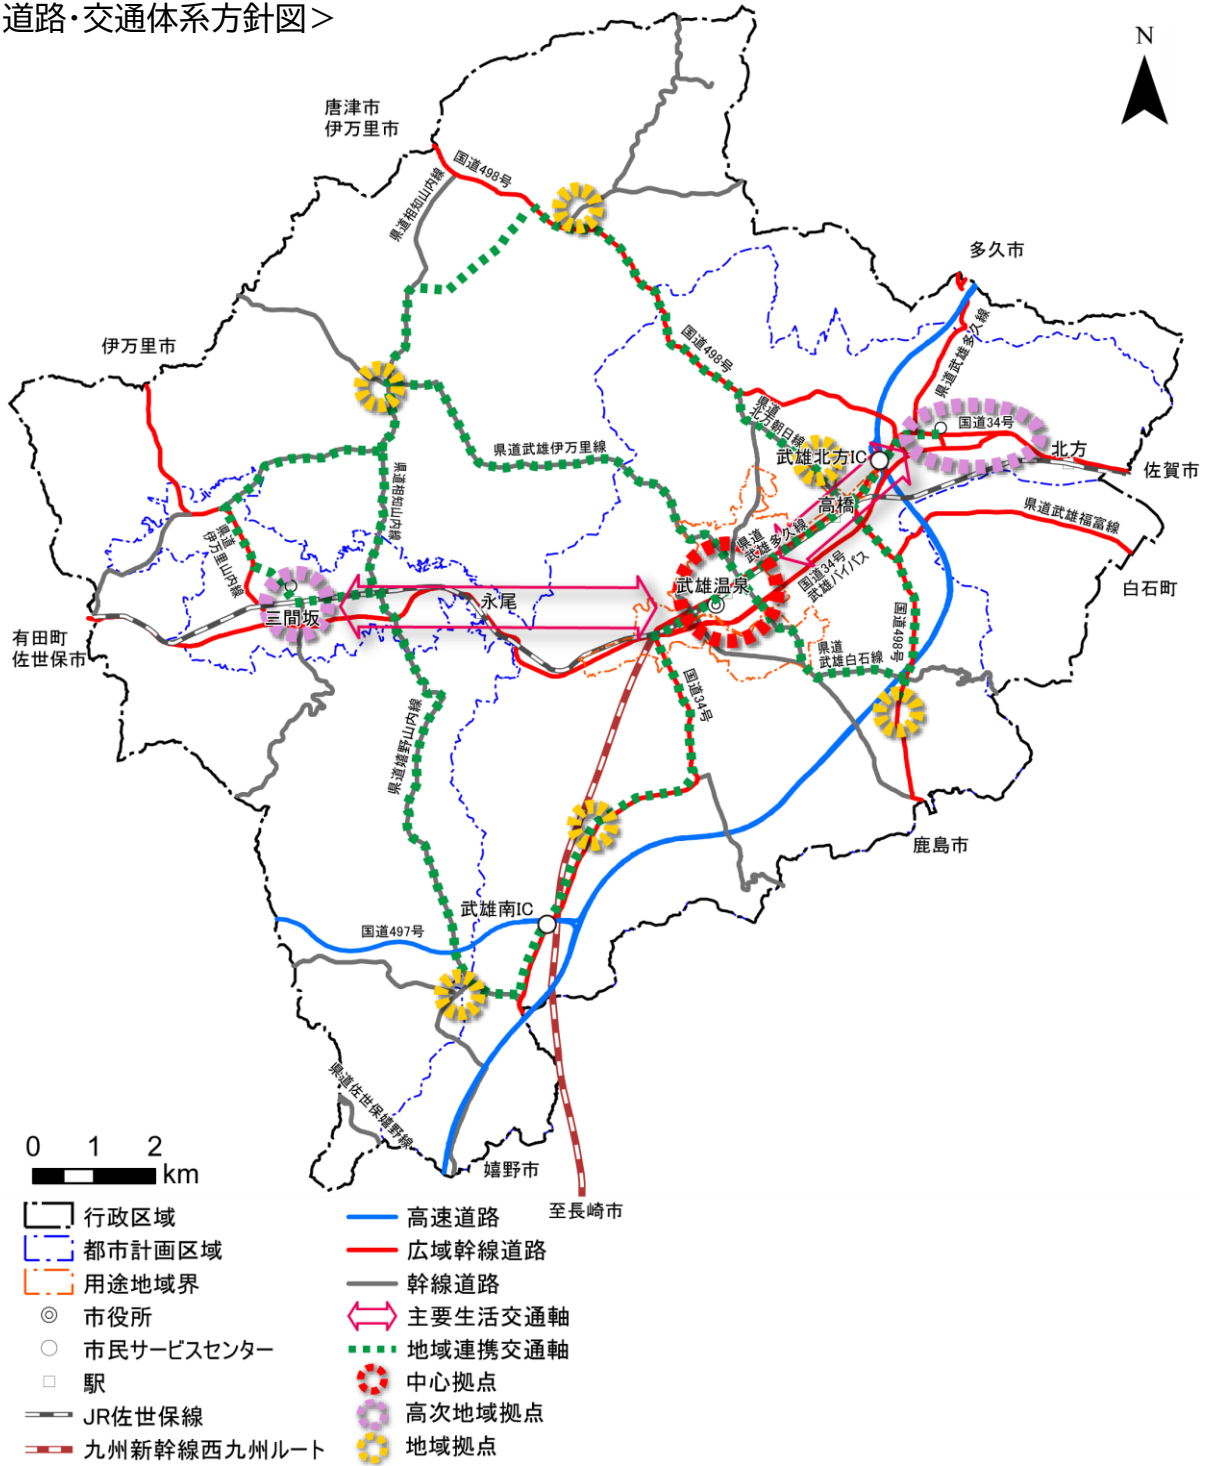 道路・交通体系方針図＞
N
唐津市
伊万里市
国道498号
県道相知山内線
多久市
伊万里市
国道498号
県道武雄多久線
県道
北方朝日線
国道34号
県道武雄伊万里線
武雄北方IC
北方
佐賀市
県道相知山内線
高橋
県道武雄福富線
県道
伊万里山内線
県道
武雄多久線
国道34号
武雄バイパス
武雄温泉
白石町
三間坂
永尾
国道498号
有田町
佐世保市
県道
武雄白石線
国道34号
県道嬉野山内線
鹿島市
武雄南IC
国道497号
県道佐世保嬉野線
嬉野市
至長崎市
0 1 2
km
行政区域
都市計画区域
用途地域界
市役所
市民サービスセンター
駅
JR佐世保線
九州新幹線西九州ルート
高速道路
広域幹線道路
幹線道路
主要生活交通軸
地域連携交通軸
中心拠点
高次地域拠点
地域拠点